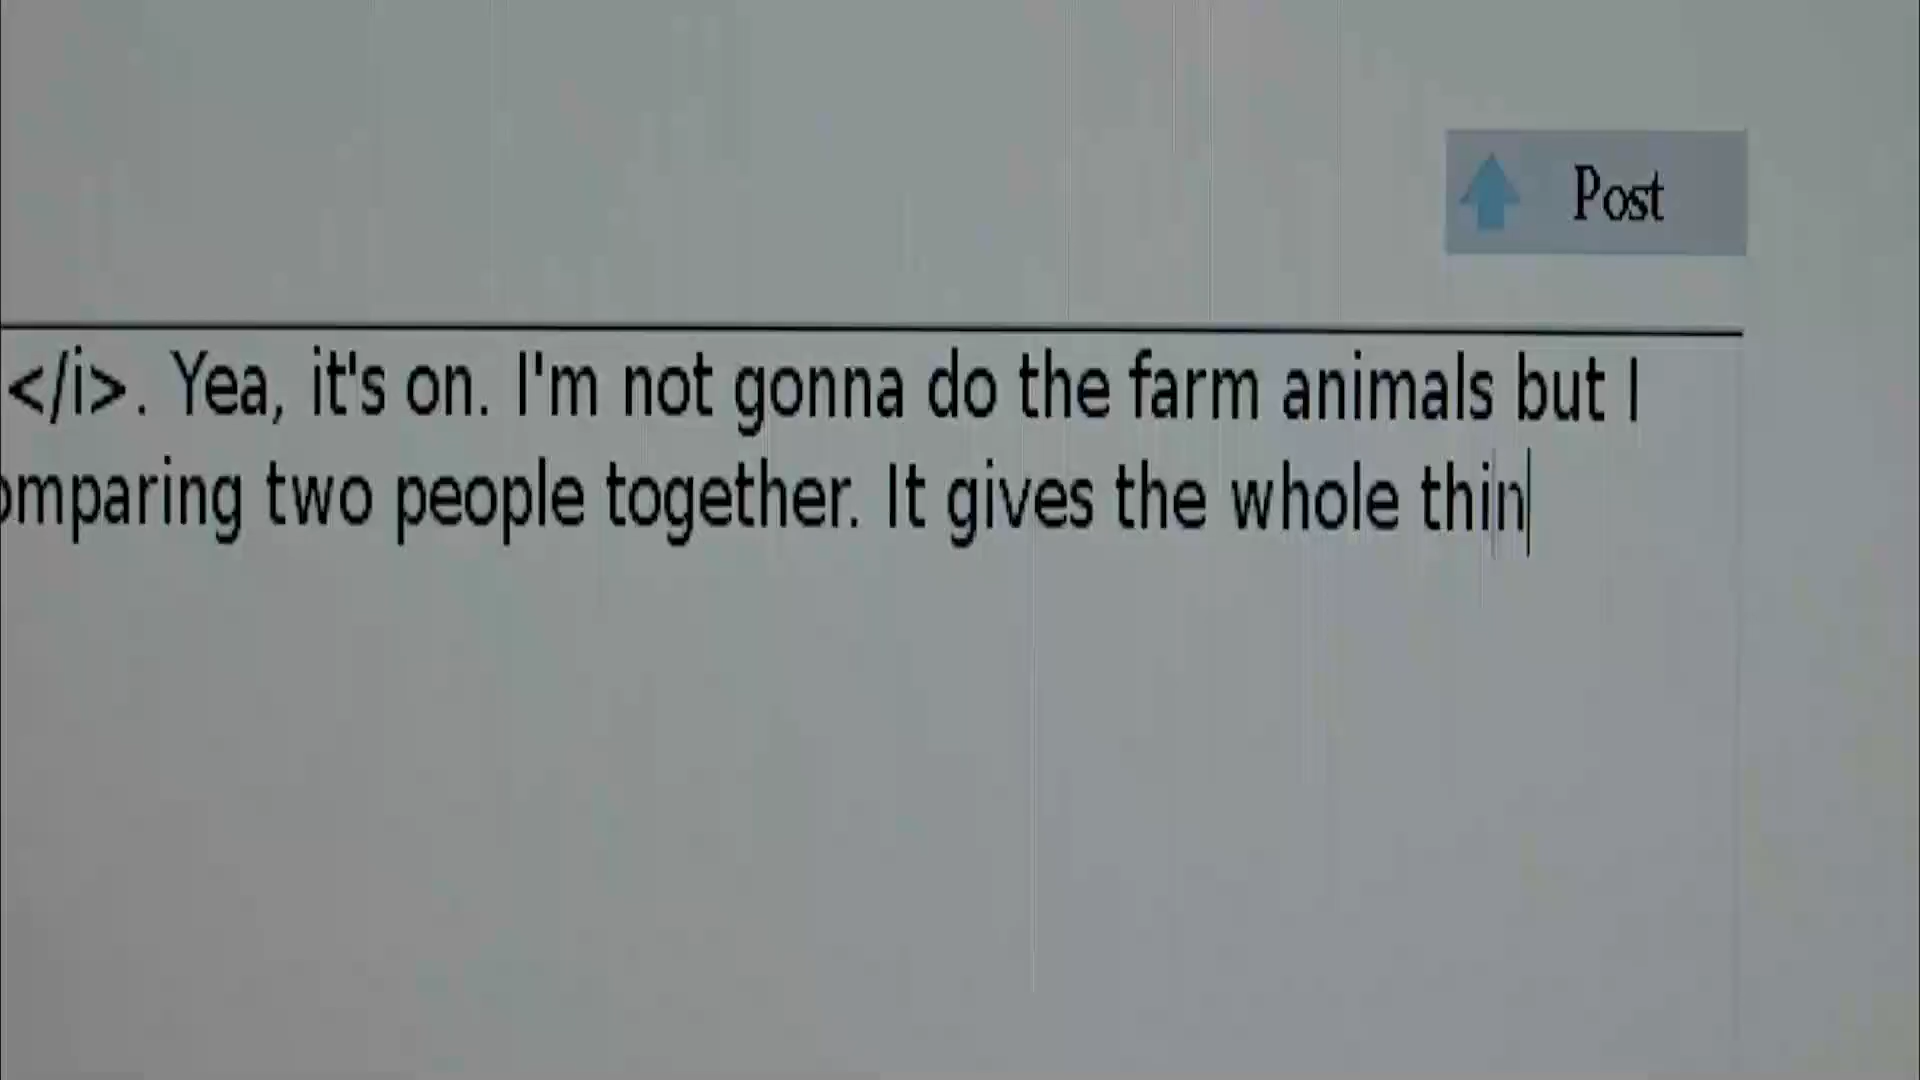 Post
</i>. Yea, it's on. I'm not gonna do the farm animals but I
omparing two people together. It gives the whole thin